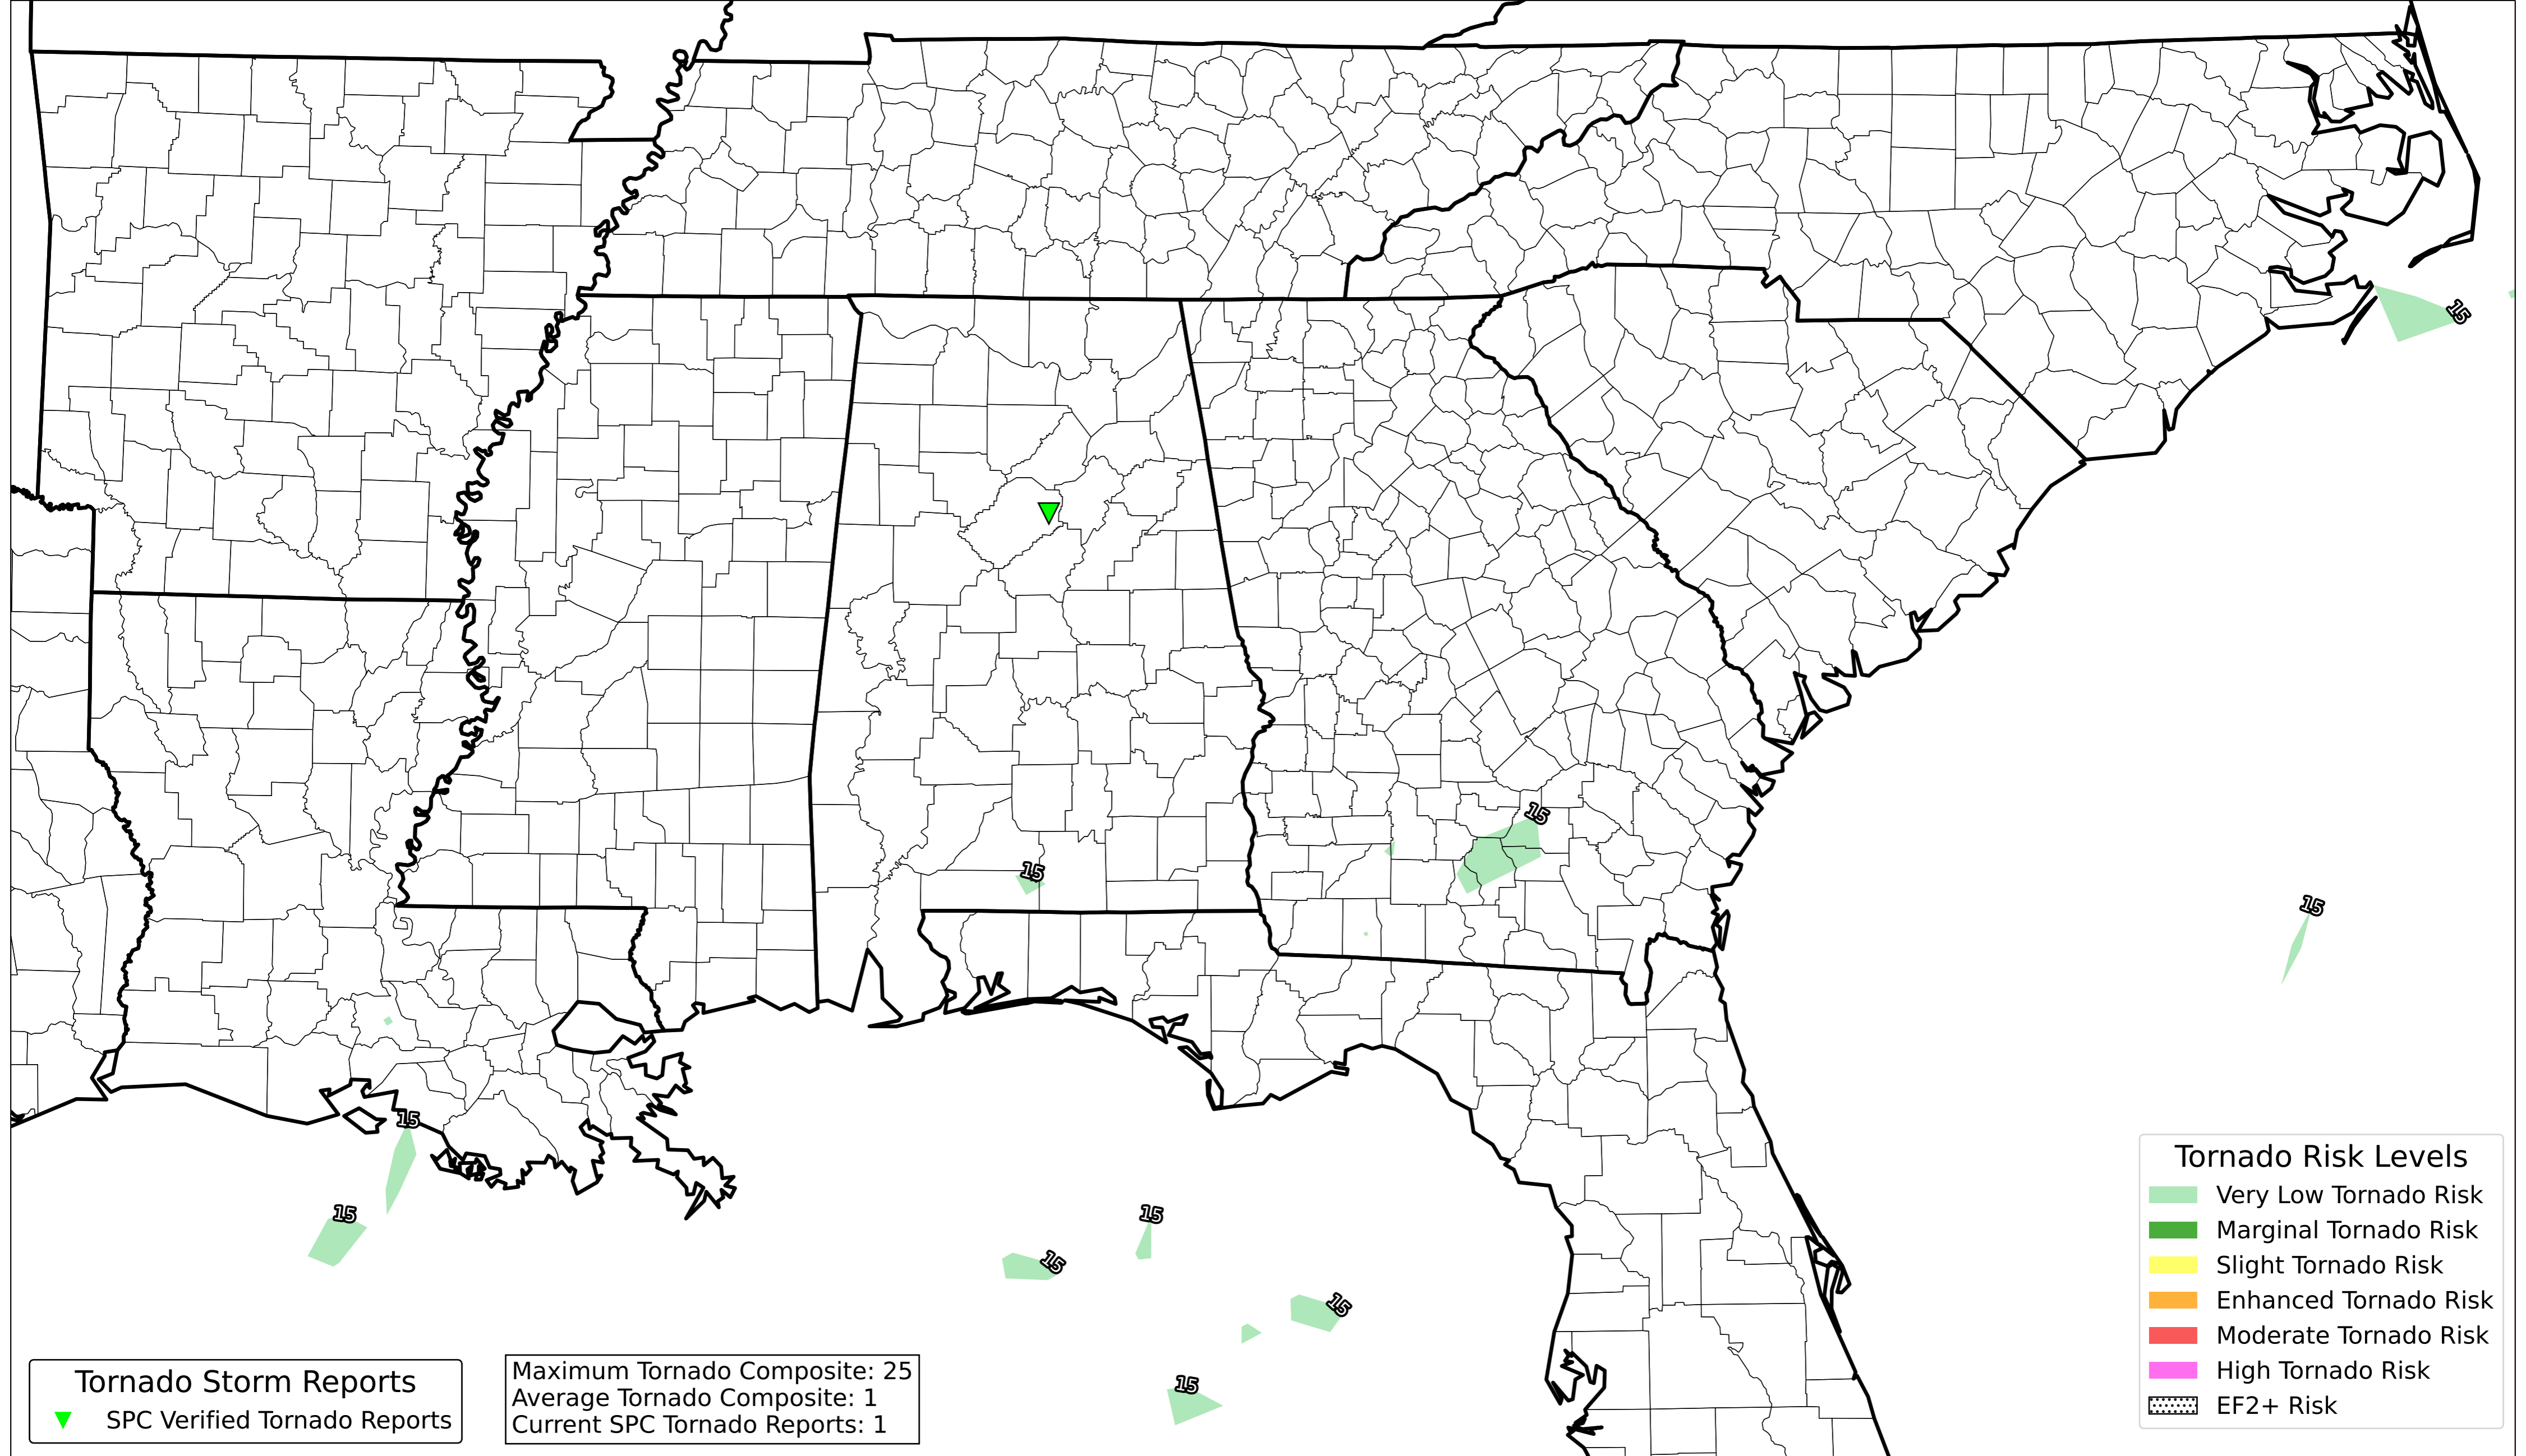 15
15
15
15
15
15
15
15
15
15
Tornado Risk Levels
Very Low Tornado Risk
Marginal Tornado Risk
Slight Tornado Risk
Enhanced Tornado Risk
Moderate Tornado Risk
High Tornado Risk
EF2+ Risk
Tornado Storm Reports
SPC Verified Tornado Reports
Maximum Tornado Composite: 25
Average Tornado Composite: 1
Current SPC Tornado Reports: 1